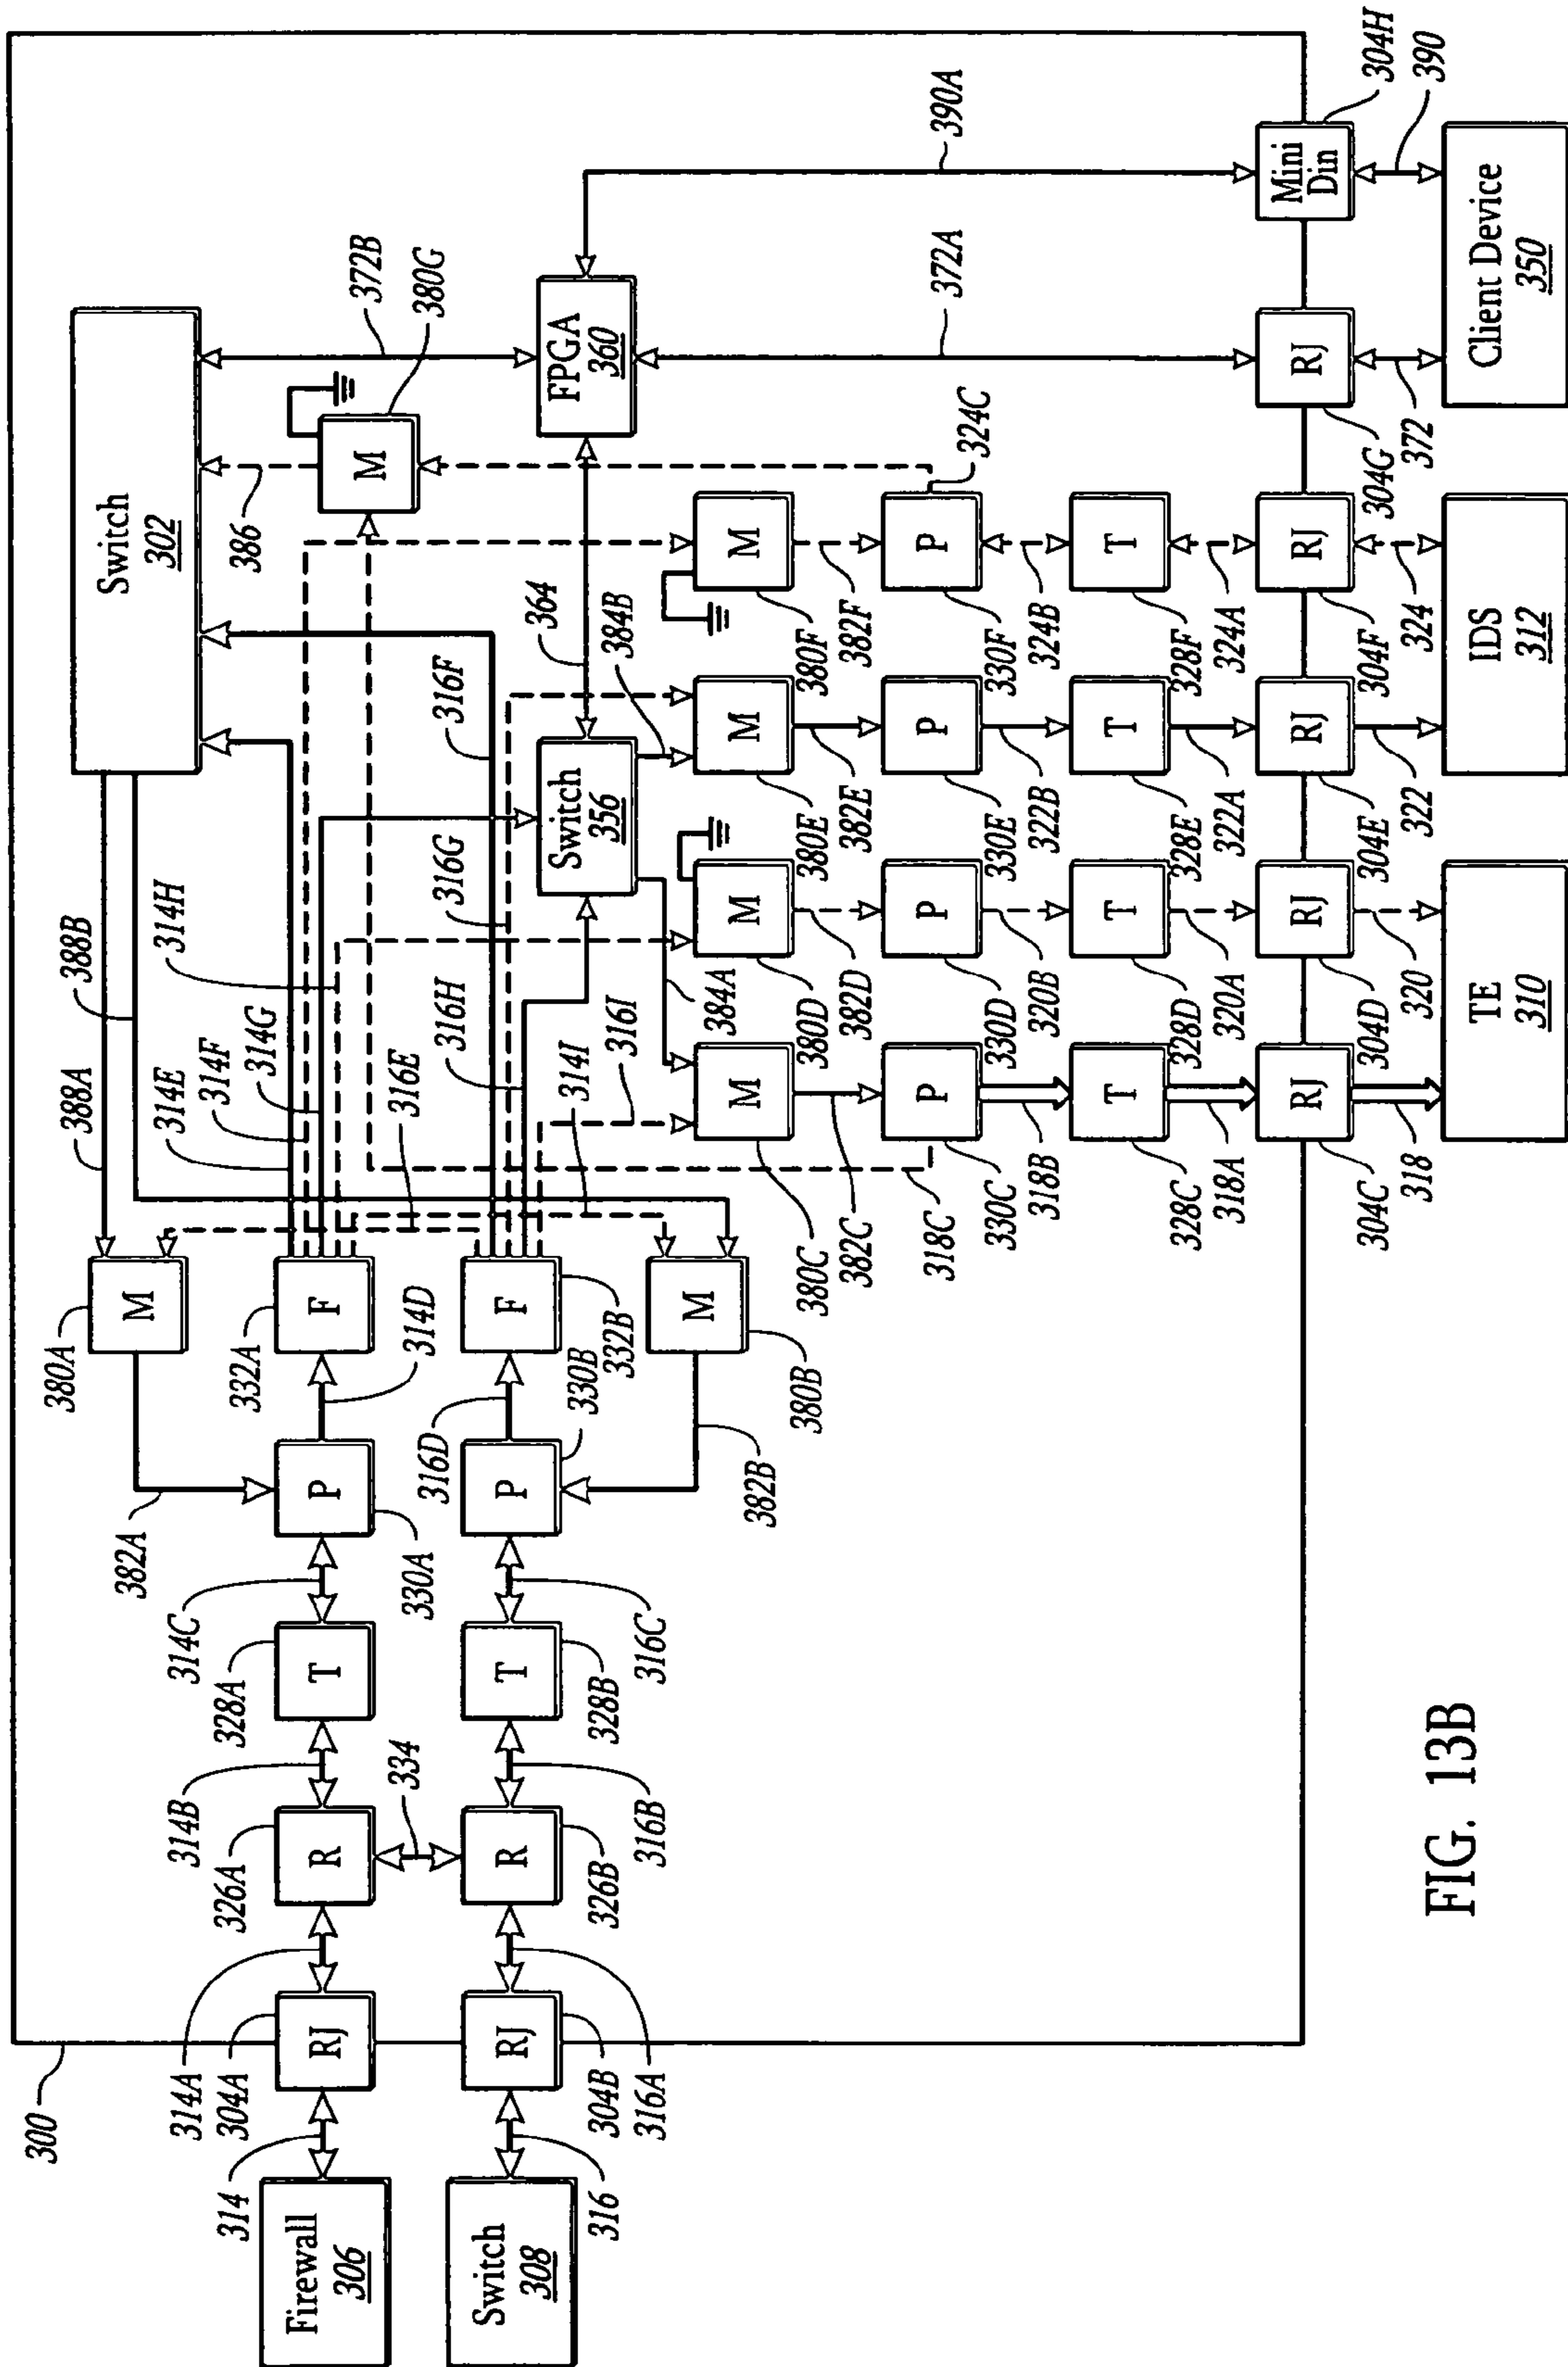 300
Firewall
306
314
304A
314A
RJ
326A
R
314B
328A
T
314C
330A
P
382A
380A
M
332A
F
314D
Switch
308
316
304B
316A
RJ
326B
R
334
316B
328B
T
316C
316D
P
330B
F
332B
382B
M
380B
388A
388B
314E
314F
314G
314H
316E
314I
316F
316G
316H
316I
Switch
302
386
372B
M
380G
FPGA
360
364
Switch
356
384A
384B
372A
390A
M
M
M
M
380C
382C
380D
382D
380E
382E
380F
382F
P
P
P
P
318C
330C
318B
330D
320B
330E
322B
330F
324B
324C
T
T
T
T
328C
318A
328D
320A
328E
322A
328F
324A
RJ
RJ
RJ
RJ
RJ
Mini
Din
304C
318
304D
320
304E
322
304F
324
304G
372
304H
390
TE
310
IDS
312
Client Device
350
FIG. 13B